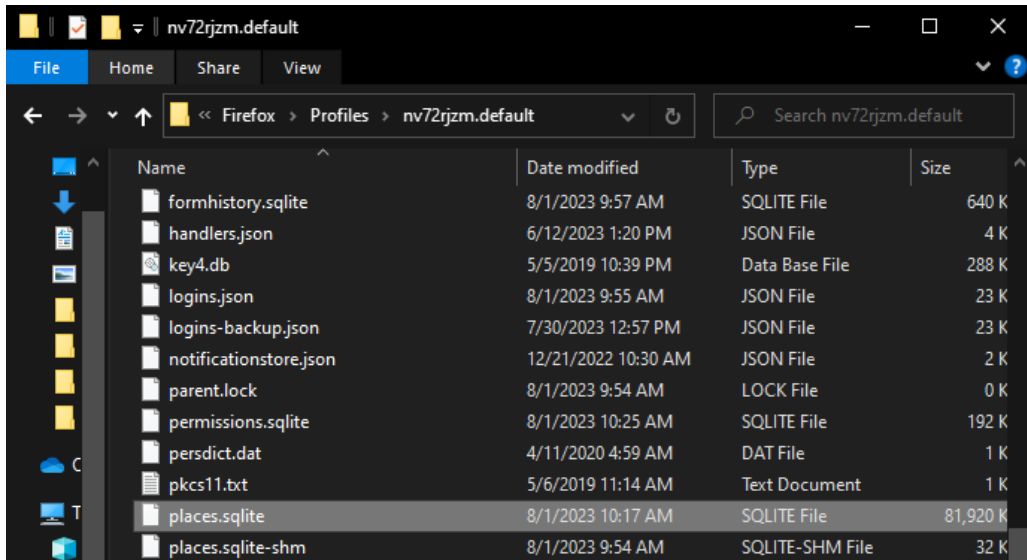 nv72rjzm.default
File Home Share View
« Firefox › Profiles › nv72rjzm.default Search nv72rjzm.default
Name Date modified Type Size
formhistory.sqlite 8/1/2023 9:57 AM SQLITE File 640 K
handlers.json 6/12/2023 1:20 PM JSON File 4 K
key4.db 5/5/2019 10:39 PM Data Base File 288 K
logins.json 8/1/2023 9:55 AM JSON File 23 K
logins-backup.json 7/30/2023 12:57 PM JSON File 23 K
notificationstore.json 12/21/2022 10:30 AM JSON File 2 K
parent.lock 8/1/2023 9:54 AM LOCK File 0 K
permissions.sqlite 8/1/2023 10:25 AM SQLITE File 192 K
persdict.dat 4/11/2020 4:59 AM DAT File 1 K
C
pkcs11.txt 5/6/2019 11:14 AM Text Document 1 K
T places.sqlite 8/1/2023 10:17 AM SQLITE File 81,920 K
places.sqlite-shm 8/1/2023 9:54 AM SQLITE-SHM File 32 K